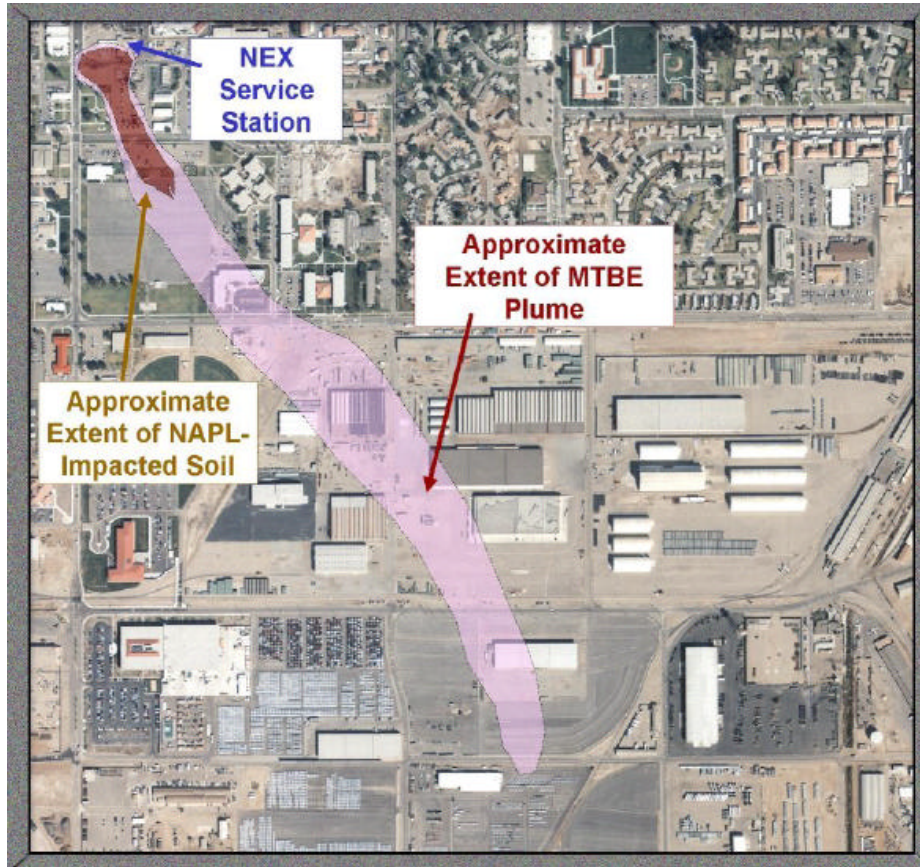 NEX
Service
Station
Approximate
Extent of MTBE
Plume
Approximate
Extent of NAPL-
Impacted Soil